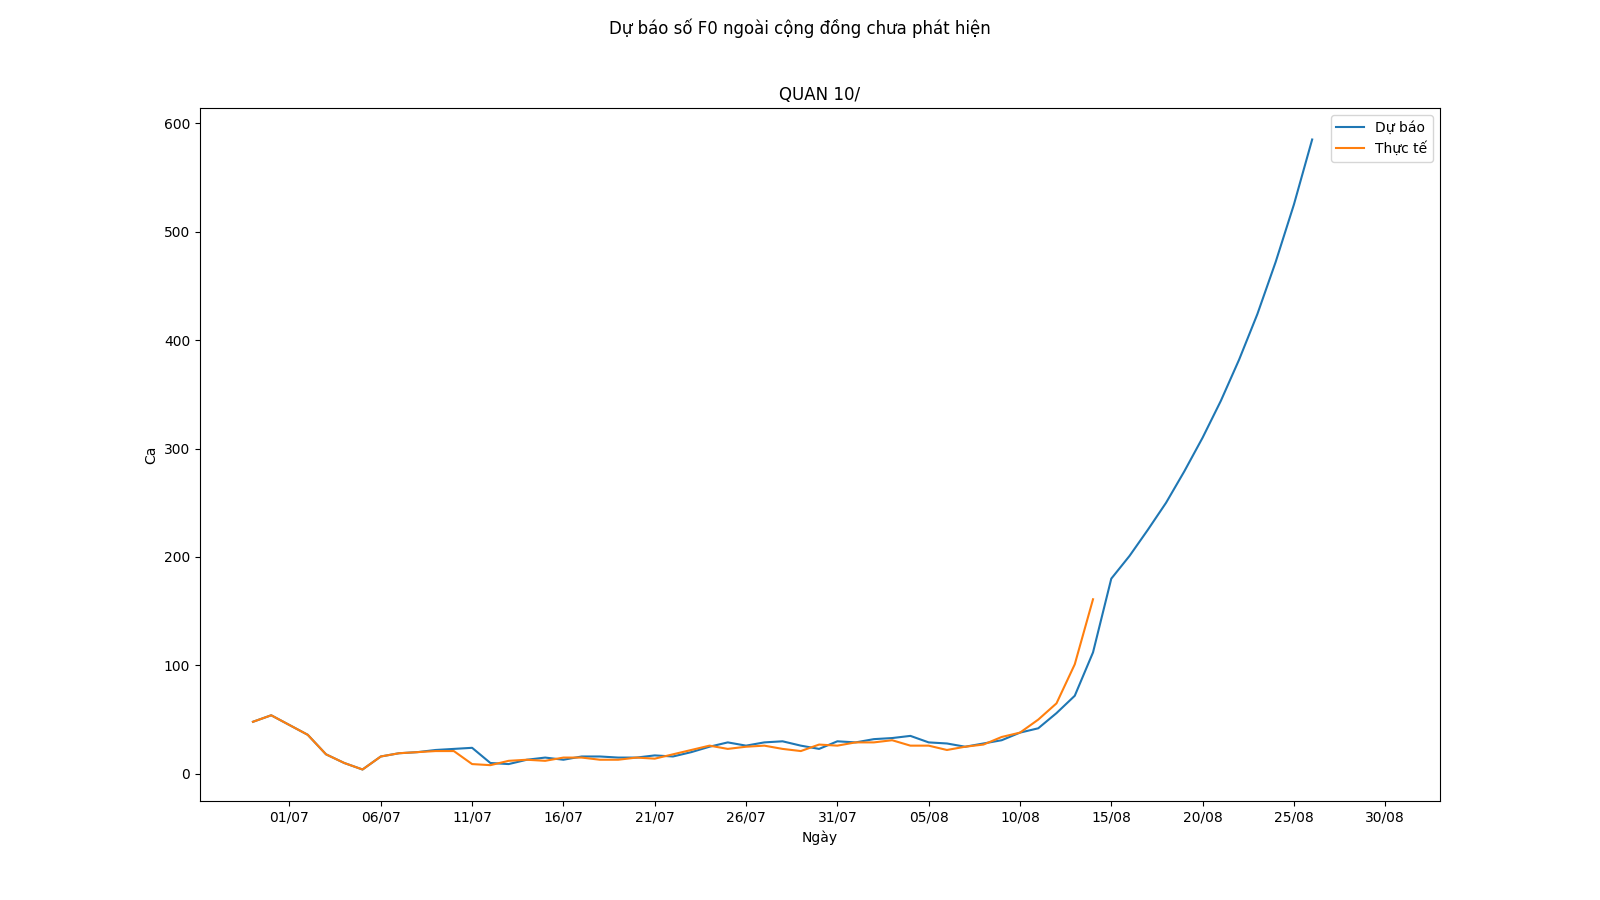 Dự báo số F0 ngoài cộng đồng chưa phát hiện
QUAN 10/
Dự báo
Thực tế
600
500
400
300
200
100
0
Ca
01/07 06/07 11/07 16/07 21/07 26/07 31/07 05/08 10/08 15/08 20/08 25/08 30/08
Ngày